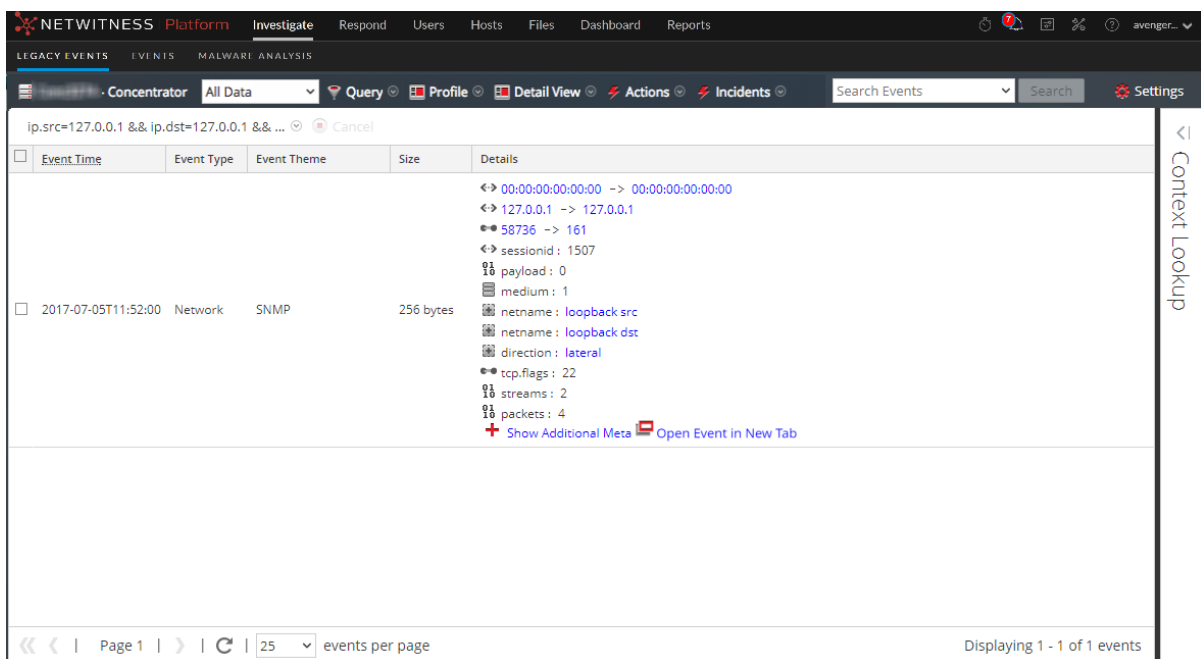 NETWITNESS Platform Investigate Respond Users Hosts Files Dashboard Reports 7 avenger...
LEGACY EVENTS EVENTS MALWARE ANALYSIS
- Concentrator All Data Query Profile Detail View Actions Incidents Search Events Search Settings
ip.src=127.0.0.1 && ip.dst=127.0.0.1 && ... Cancel
Event Time Event Type Event Theme Size Details
00:00:00:00:00:00 -> 00:00:00:00:00:00
127.0.0.1 -> 127.0.0.1
58736 -> 161
sessionid : 1507
payload : 0
medium : 1
2017-07-05T11:52:00 Network SNMP 256 bytes netname : loopback src
netname : loopback dst
direction : lateral
tcp.flags : 22
streams : 2
packets : 4
Show Additional Meta Open Event in New Tab
Context Lookup
Page 1 | | 25 events per page Displaying 1 - 1 of 1 events